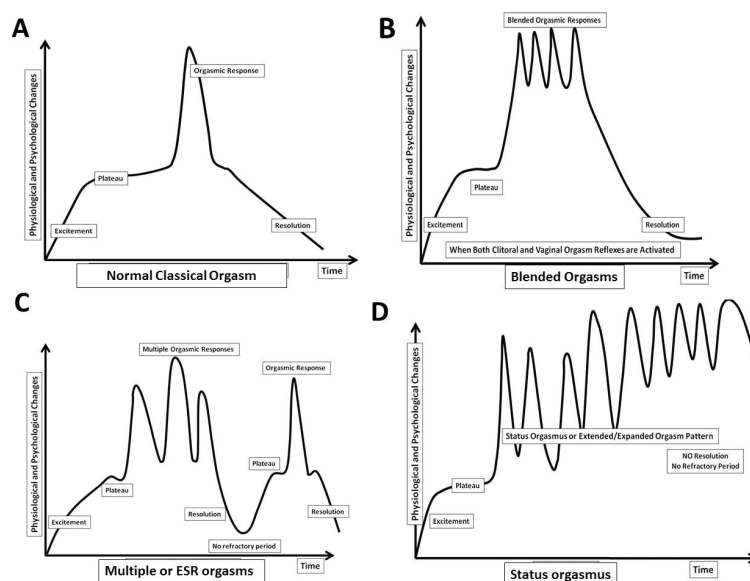 A
Physiological and Psychological Changes
Orgasmic Response
Plateau
Excitement
Resolution
Time
Normal Classical Orgasm
B
Physiological and Psychological Changes
Blended Orgasmic Responses
Plateau
Excitement
Resolution
When Both Clitoral and Vaginal Orgasm Reflexes are Activated
Time
Blended Orgasms
C
Physiological and Psychological Changes
Multiple Orgasmic Responses
Orgasmic Response
Plateau
Plateau
Excitement
Resolution
Resolution
No refractory period
Time
Multiple or ESR orgasms
D
Physiological and Psychological Changes
Status Orgasmus or Extended/Expanded Orgasm Pattern
NO Resolution
No Refractory Period
Plateau
Excitement
Time
Status orgasmus